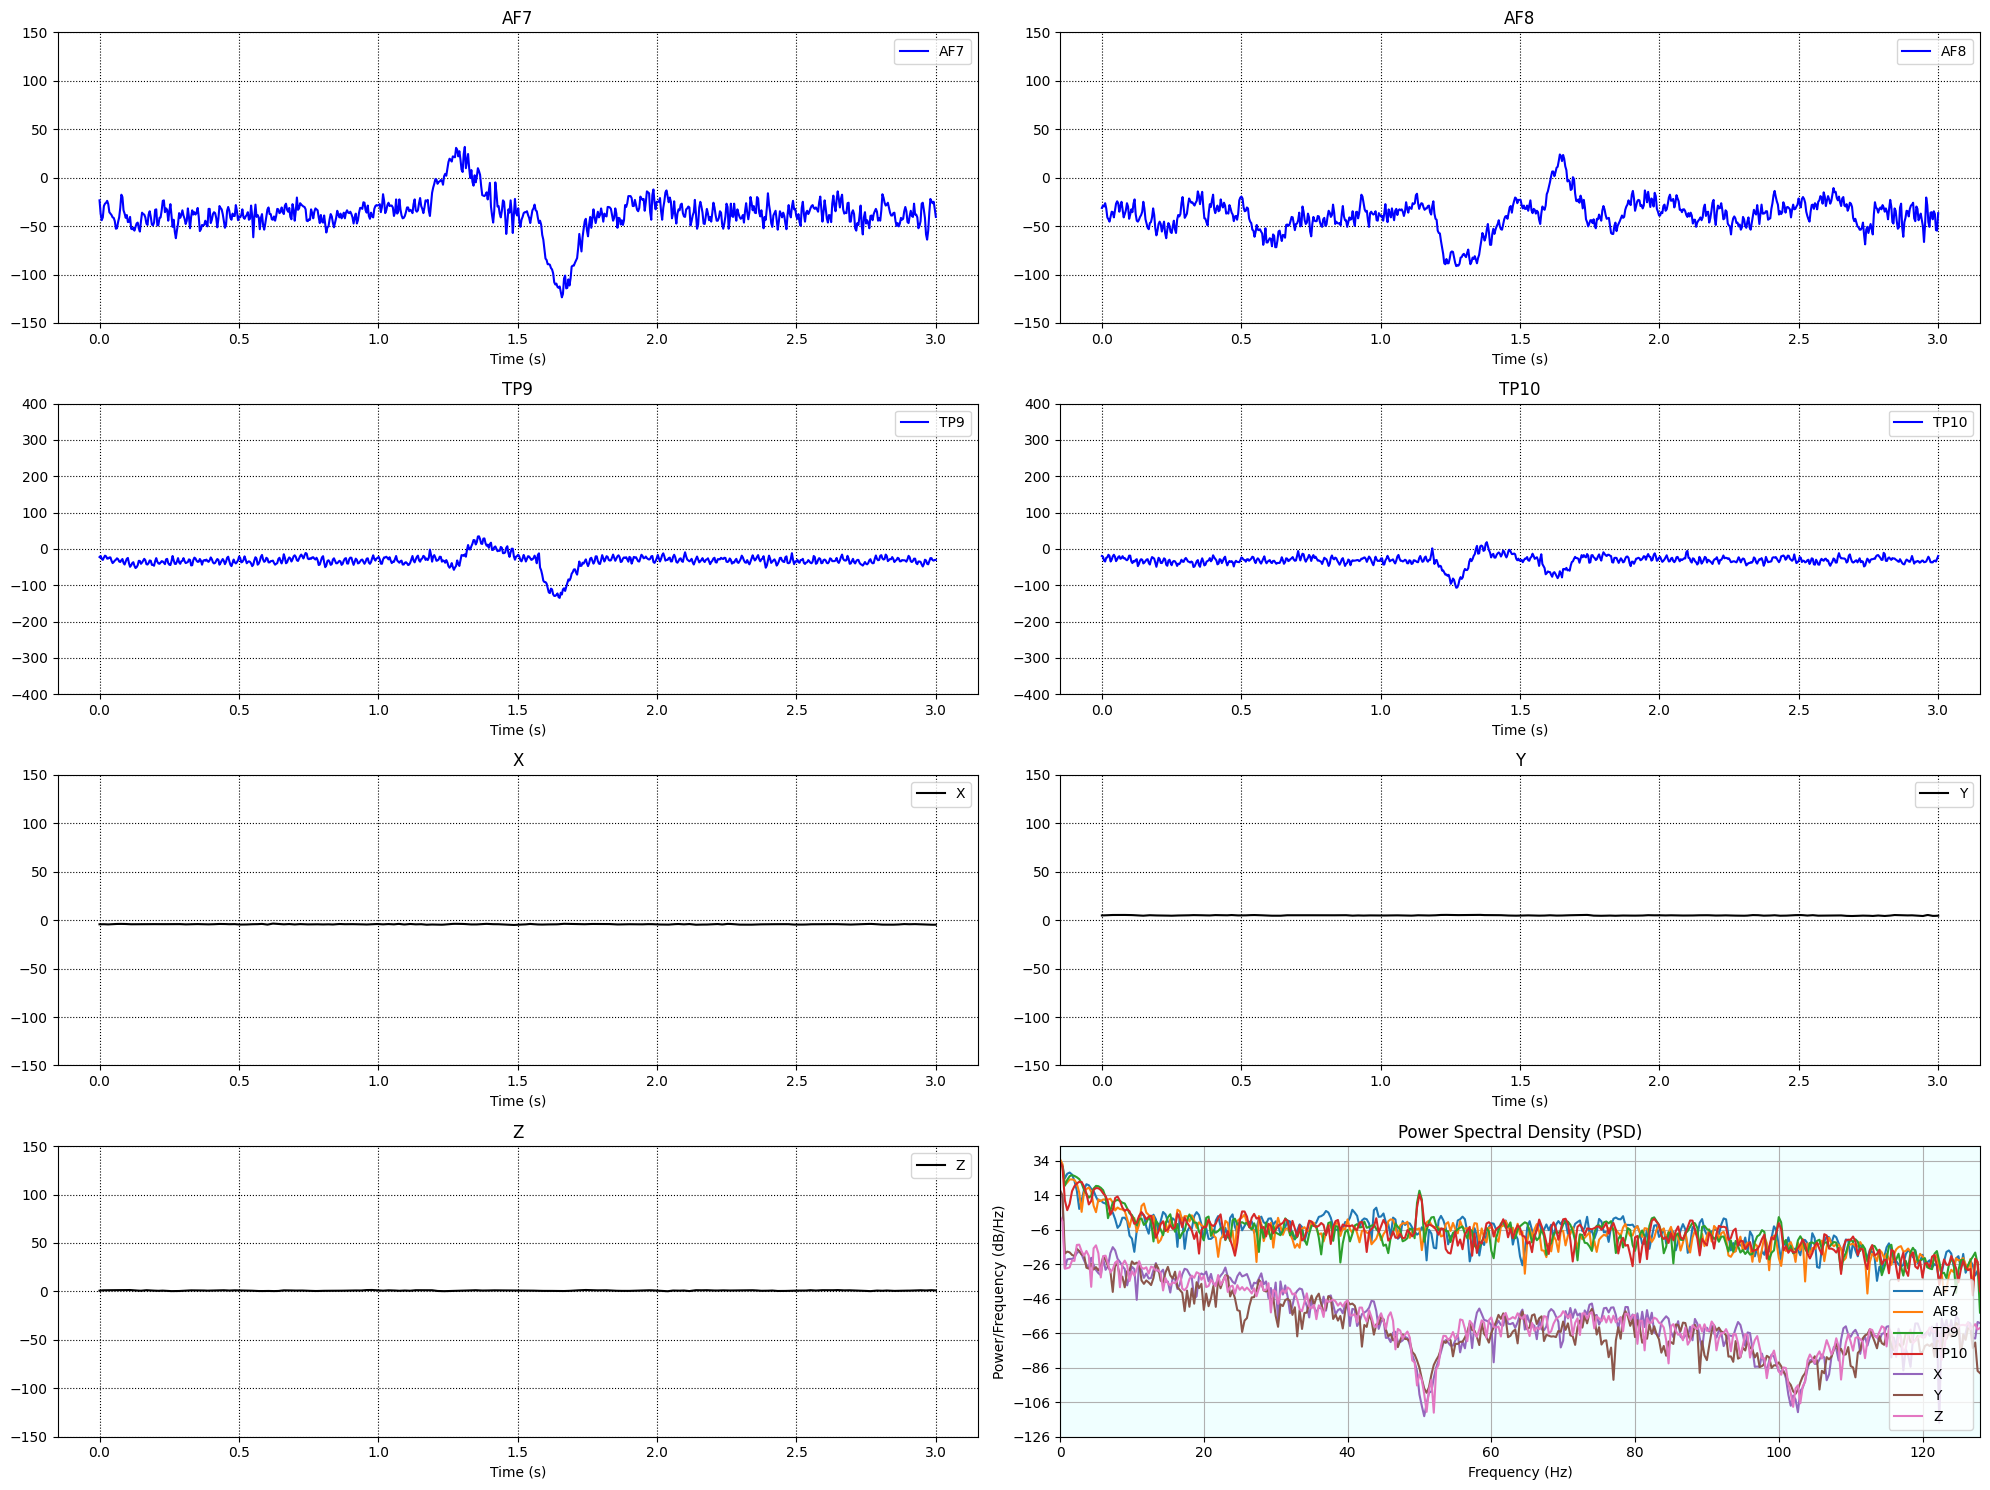 AF7
150
100
50
0
−50
−100
−150
AF7
0.0 0.5 1.0 1.5 2.0 2.5 3.0
Time (s)
AF8
150
100
50
0
−50
−100
−150
AF8
0.0 0.5 1.0 1.5 2.0 2.5 3.0
Time (s)
TP9
400
300
200
100
0
−100
−200
−300
−400
TP9
0.0 0.5 1.0 1.5 2.0 2.5 3.0
Time (s)
TP10
400
300
200
100
0
−100
−200
−300
−400
TP10
0.0 0.5 1.0 1.5 2.0 2.5 3.0
Time (s)
X
150
100
50
0
−50
−100
−150
X
0.0 0.5 1.0 1.5 2.0 2.5 3.0
Time (s)
Y
150
100
50
0
−50
−100
−150
Y
0.0 0.5 1.0 1.5 2.0 2.5 3.0
Time (s)
Z
150
100
50
0
−50
−100
−150
Z
0.0 0.5 1.0 1.5 2.0 2.5 3.0
Time (s)
Power Spectral Density (PSD)
Power/Frequency (dB/Hz)
34
14
−6
−26
−46
−66
−86
−106
−126
AF7
AF8
TP9
TP10
X
Y
Z
0 20 40 60 80 100 120
Frequency (Hz)